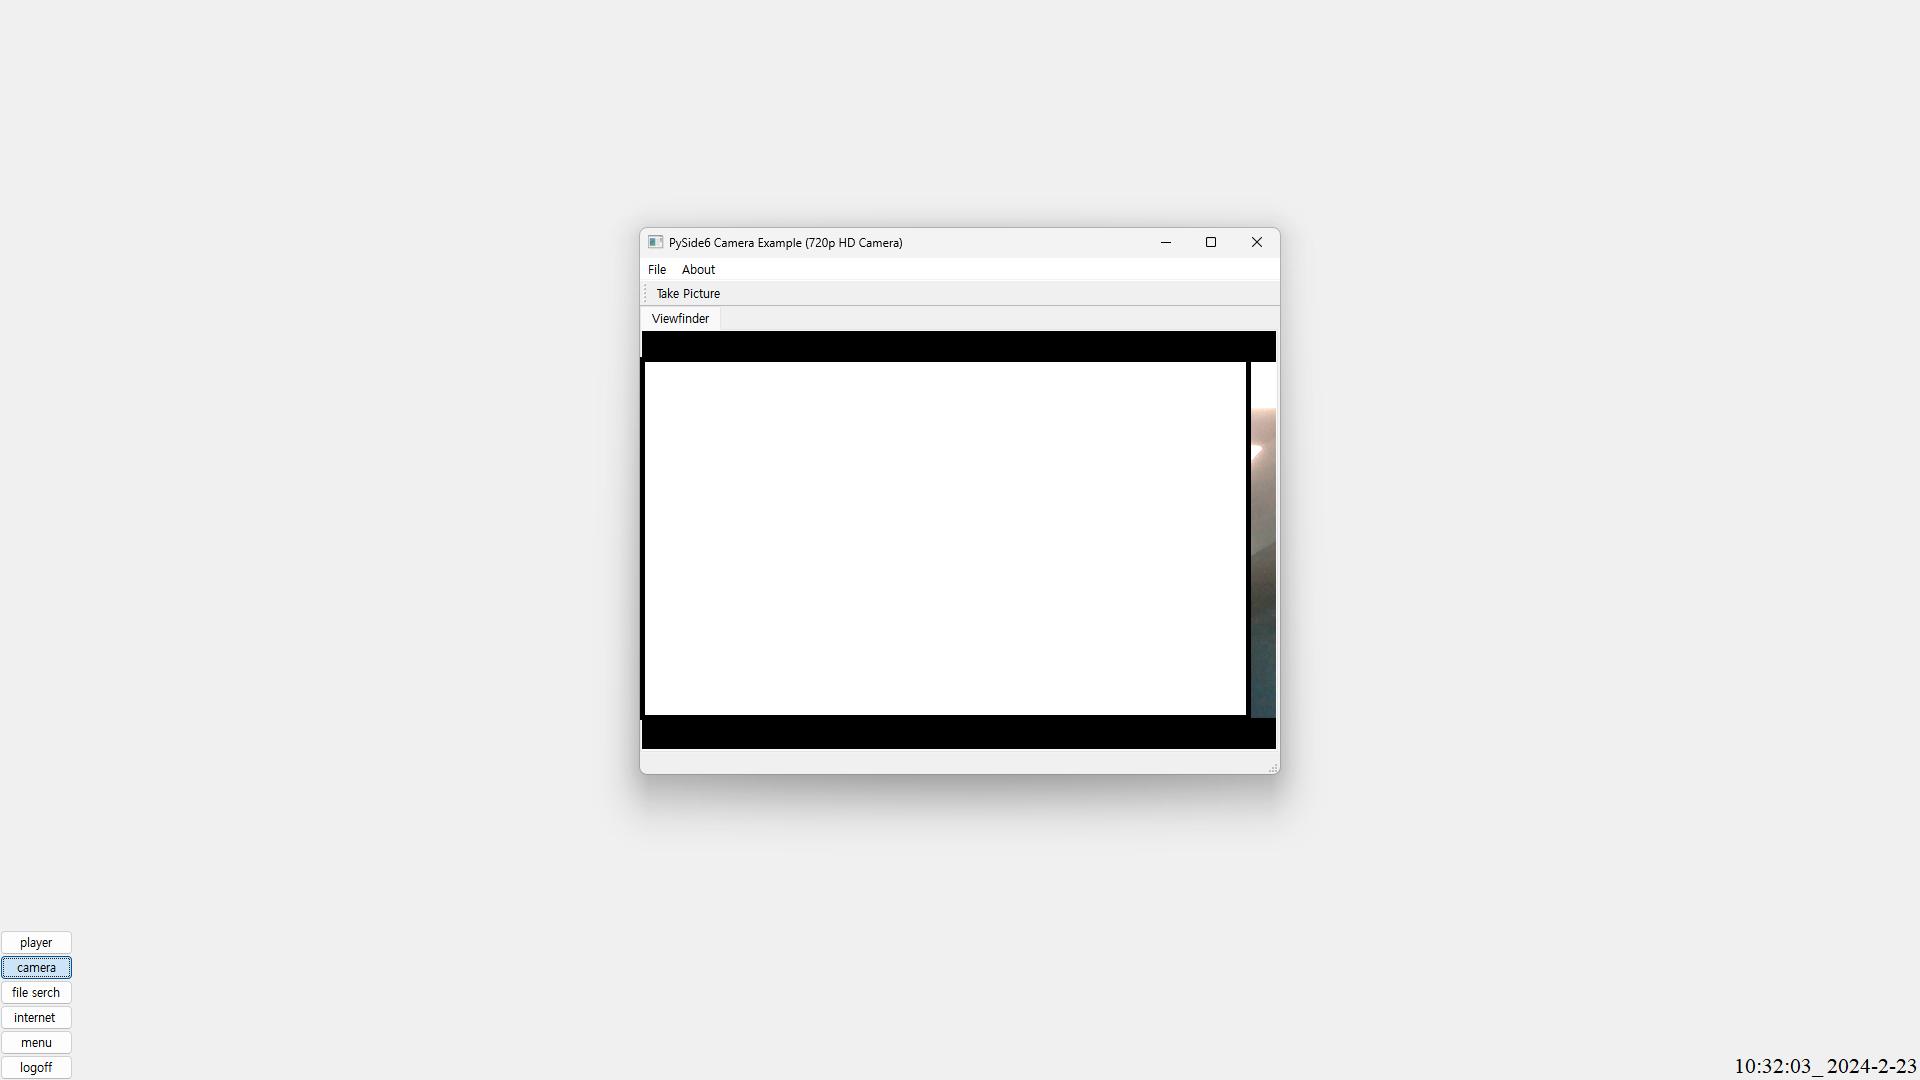 PySide6 Camera Example (720p HD Camera)
File About
Take Picture
Viewfinder
player
camera
file serch
internet
menu
logoff
10:32:03_ 2024-2-23